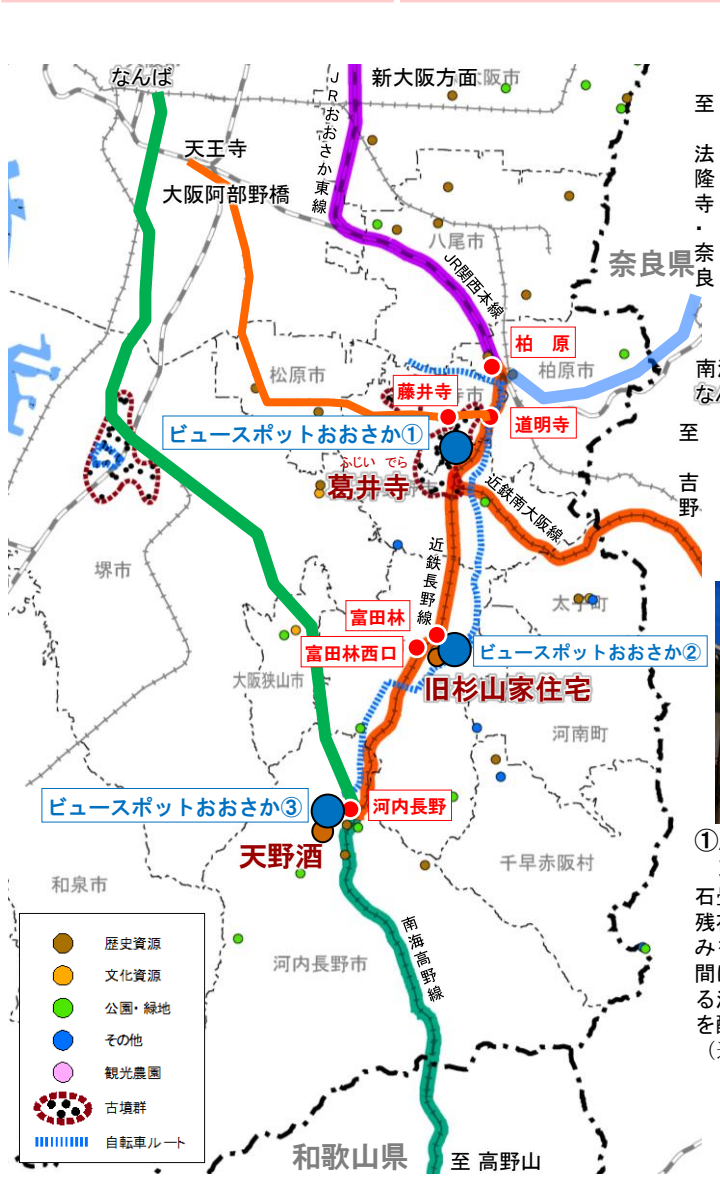 なんば
新大阪方面
大阪市
JRおおさか東線
天王寺
大阪阿部野橋
至 法隆寺・奈良
八尾市
奈良県
JR関西本線
柏原
柏原市
松原市
藤井寺
寺市
道明寺
南海
なん
ビュースポットおおさか①
至 吉野
ふじい でら
葛井寺
近鉄南大阪線
近鉄長野線
堺市
太子町
富田林
富田林西口
ビュースポットおおさか②
大阪狭山市
旧杉山家住宅
河南町
ビュースポットおおさか③
河内長野
天野酒
千早赤阪村
和泉市
南海高野線
河内長野市
歴史資源
文化資源
公園・緑地
その他
観光農園
古墳群
自転車ルート
和歌山県
至 高野山
①
石畳
残
み
間
る
を